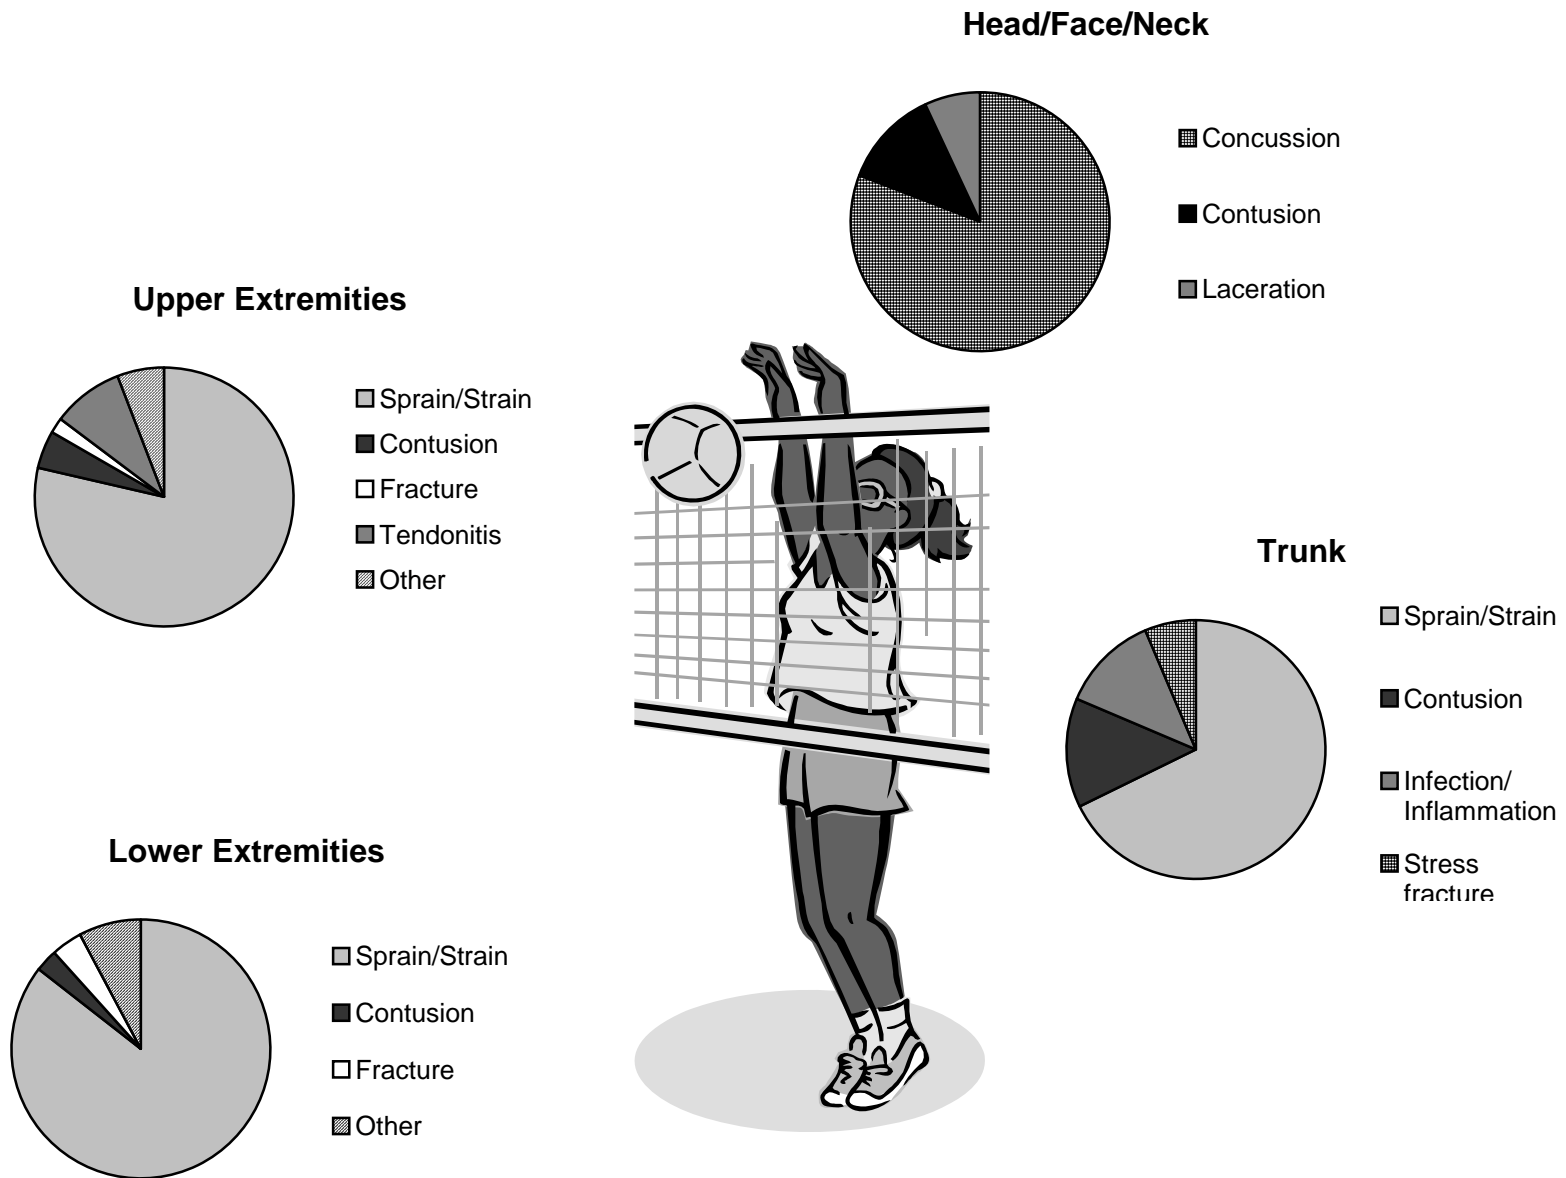 Head/Face/Neck
Concussion
Contusion
Laceration
Upper Extremities
Sprain/Strain
Contusion
Fracture
Tendonitis
Other
Trunk
Sprain/Strain
Contusion
Infection/
Inflammation
Stress
fracture
Lower Extremities
Sprain/Strain
Contusion
Fracture
Other